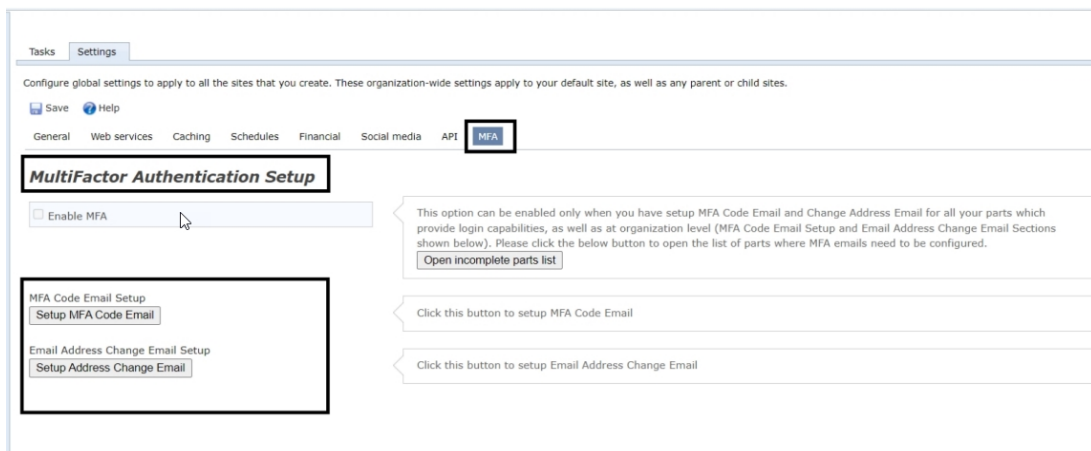 Tasks Settings
Configure global settings to apply to all the sites that you create. These organization-wide settings apply to your default site, as well as any parent or child sites.
Save Help
General Web services Caching Schedules Financial Social media API MFA
MultiFactor Authentication Setup
Enable MFA
This option can be enabled only when you have setup MFA Code Email and Change Address Email for all your parts which
provide login capabilities, as well as at organization level (MFA Code Email Setup and Email Address Change Email Sections
shown below). Please click the below button to open the list of parts where MFA emails need to be configured.
Open incomplete parts list
MFA Code Email Setup
Setup MFA Code Email
Click this button to setup MFA Code Email
Email Address Change Email Setup
Setup Address Change Email
Click this button to setup Email Address Change Email